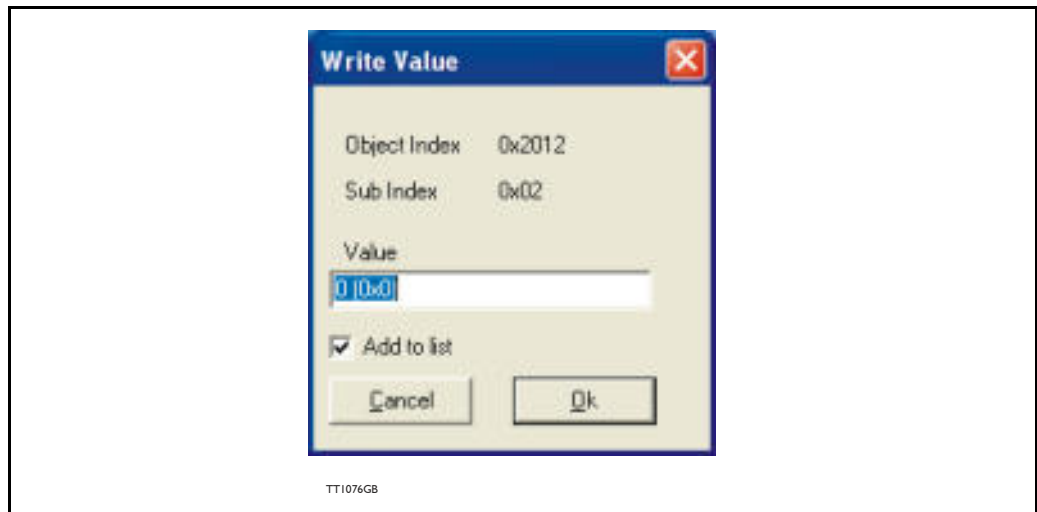 Write Value
Object Index 0x2012
Sub Index 0x02
Value
0 (0x0)
Add to list
Cancel Ok
TT1076GB